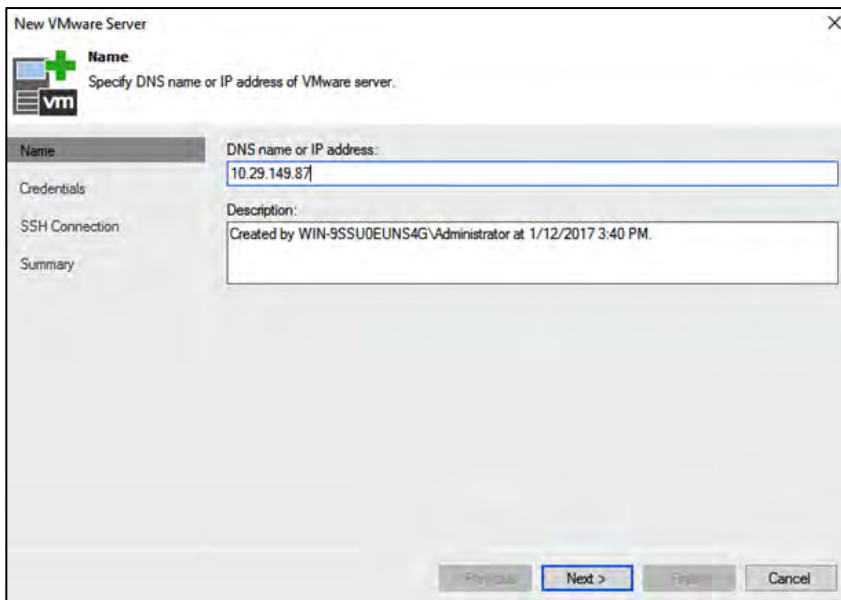 New VMware Server
Name
Specify DNS name or IP address of VMware server.
vm
Name
DNS name or IP address:
10.29.149.87
Credentials
Description:
Created by WIN-9SSU0EUNS4G\Administrator at 1/12/2017 3:40 PM.
SSH Connection
Summary
Previous
Next >
Finish
Cancel